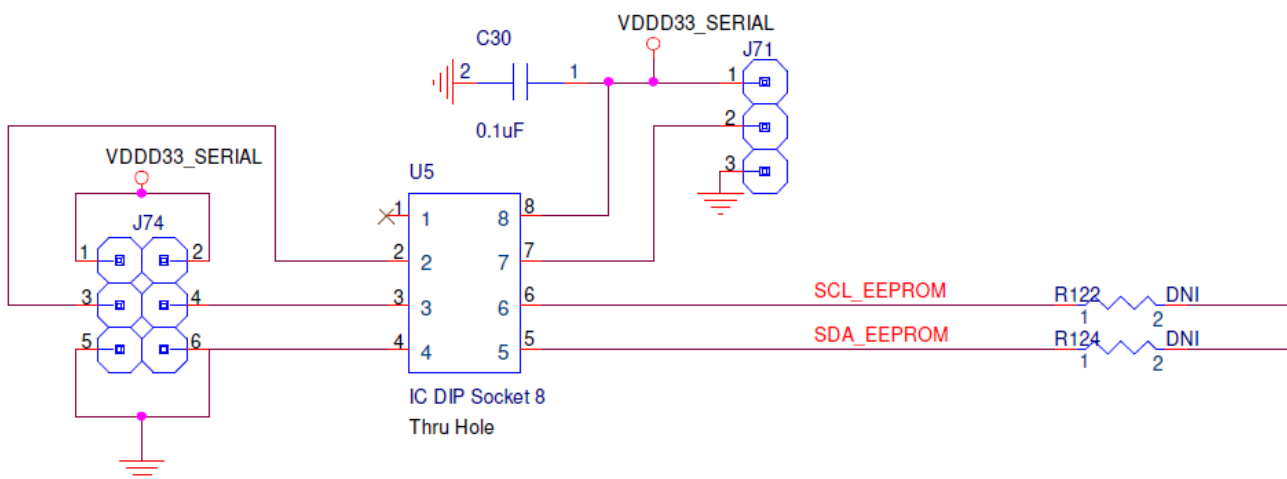 VDDD33_SERIAL
C30
J71
2
1
1
0.1uF
2
VDDD33_SERIAL
U5
3
J74
1
1
8
8
1
2
2
2
7
7
3
4
3
3
6
6
SCL_EEPROM
R122
DNI
1
2
5
6
4
4
5
5
SDA_EEPROM
R124
DNI
1
2
IC DIP Socket 8
Thru Hole